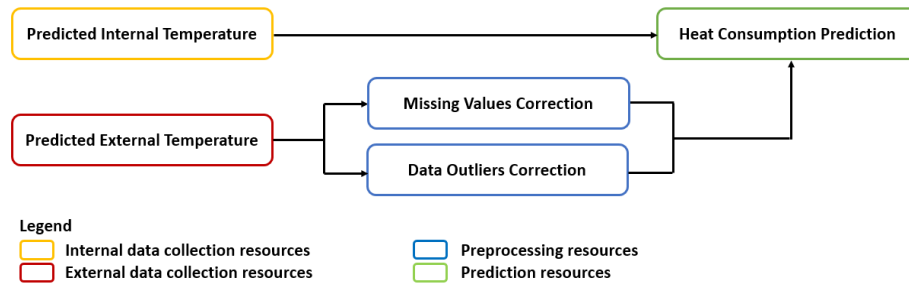 Predicted Internal Temperature
Heat Consumption Prediction
Missing Values Correction
Predicted External Temperature
Data Outliers Correction
Legend
Internal data collection resources
Preprocessing resources
External data collection resources
Prediction resources